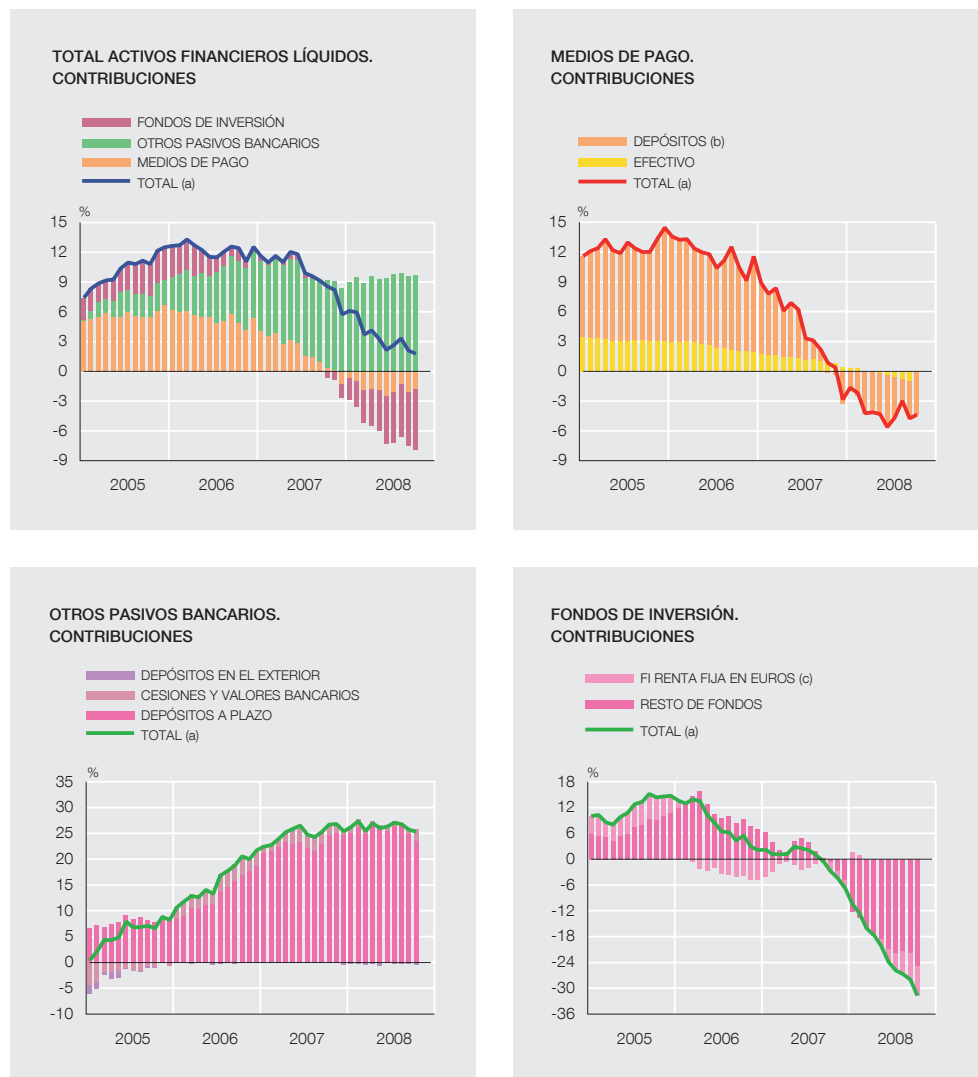 TOTAL ACTIVOS FINANCIEROS LÍQUIDOS.
CONTRIBUCIONES
FONDOS DE INVERSIÓN
OTROS PASIVOS BANCARIOS
MEDIOS DE PAGO
TOTAL (a)
%
15
12
9
6
3
0
-3
-6
-9
2005 2006 2007 2008
MEDIOS DE PAGO.
CONTRIBUCIONES
DEPÓSITOS (b)
EFECTIVO
TOTAL (a)
%
15
12
9
6
3
0
-3
-6
-9
2005 2006 2007 2008
OTROS PASIVOS BANCARIOS.
CONTRIBUCIONES
DEPÓSITOS EN EL EXTERIOR
CESIONES Y VALORES BANCARIOS
DEPÓSITOS A PLAZO
TOTAL (a)
%
35
30
25
20
15
10
5
0
-5
-10
2005 2006 2007 2008
FONDOS DE INVERSIÓN.
CONTRIBUCIONES
FI RENTA FIJA EN EUROS (c)
RESTO DE FONDOS
TOTAL (a)
%
18
12
6
0
-6
-12
-18
-24
-30
-36
2005 2006 2007 2008